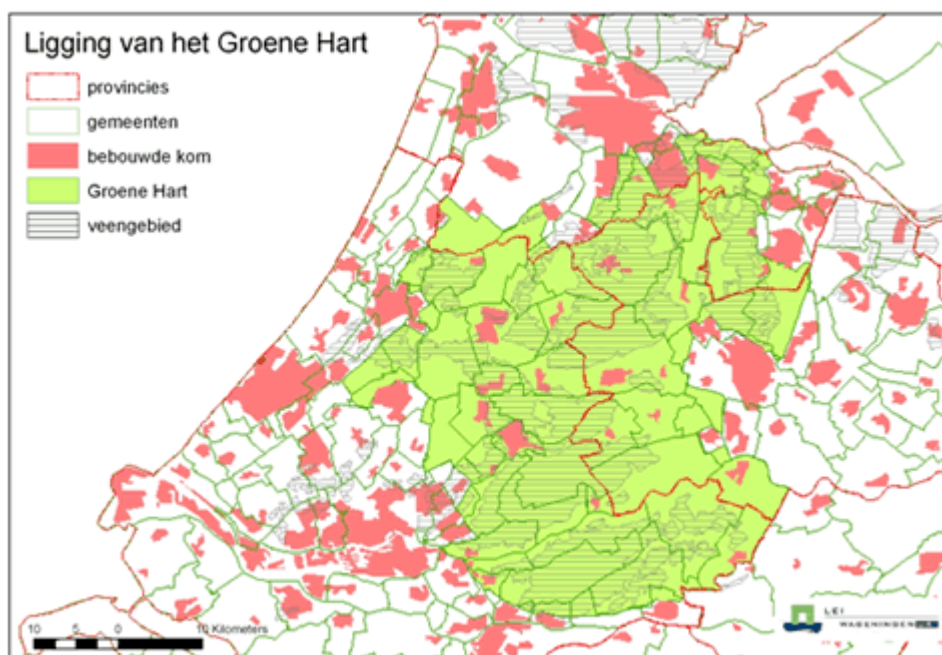 Ligging van het Groene Hart
provincies
gemeenten
bebouwde kom
Groene Hart
veengebied
10 5 0 10 Kilometers
LEI
WAGENINGEN UR